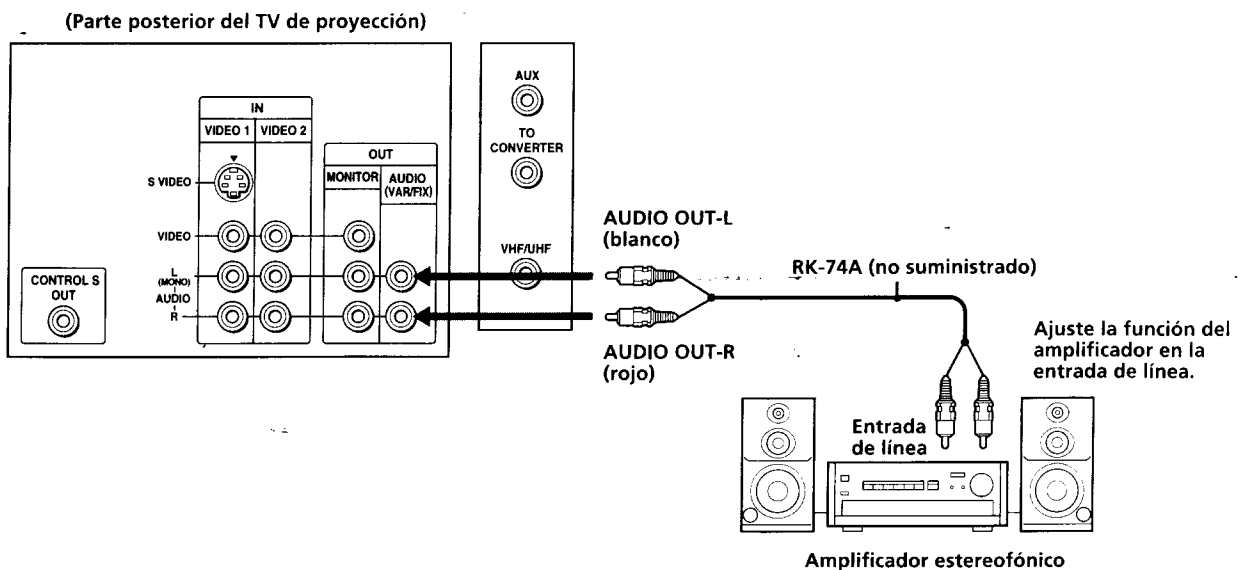 (Parte posterior del TV de proyección)
IN
VIDEO 1 VIDEO 2
S VIDEO
VIDEO
L
(MONO)
AUDIO
R
OUT
MONITOR
AUDIO
(VAR/FIX)
CONTROL S
OUT
AUX
TO
CONVERTER
VHF/UHF
AUDIO OUT-L
(blanco)
AUDIO OUT-R
(rojo)
RK-74A (no suministrado)
Ajuste la función del
amplificador en la
entrada de línea.
Entrada
de línea
Amplificador estereofónico